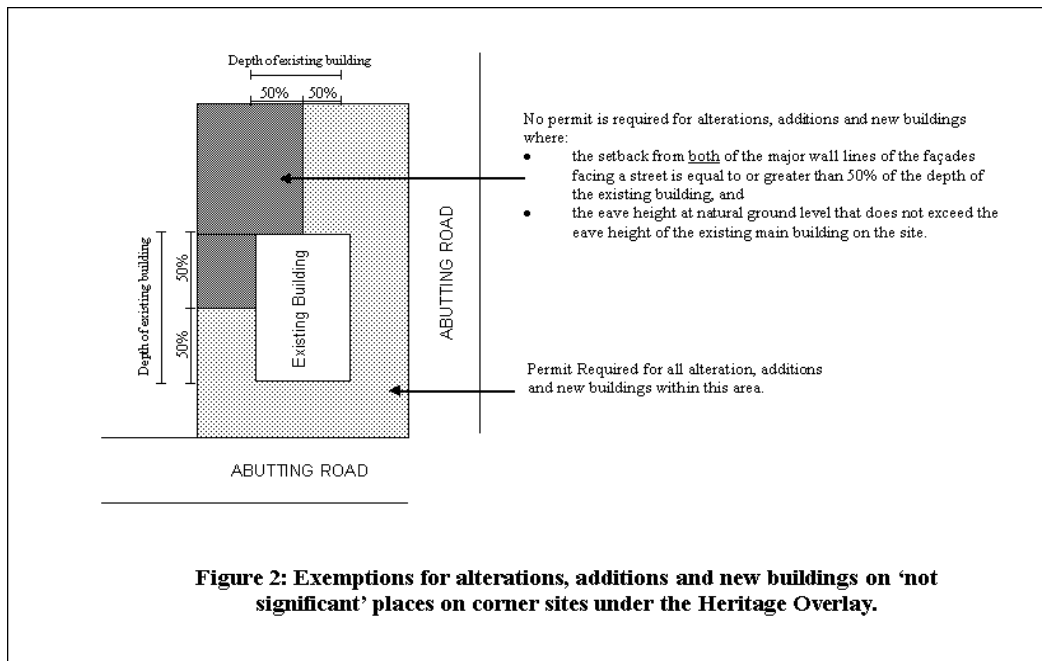 Depth of existing building
50%
50%
No permit is required for alterations, additions and new buildings
where:
• the setback from both of the major wall lines of the façades
facing a street is equal to or greater than 50% of the depth of
the existing building, and
• the eave height at natural ground level that does not exceed the
eave height of the existing main building on the site.
Depth of existing building
50%
50%
Existing Building
ABUTTING ROAD
Permit Required for all alteration, additions
and new buildings within this area.
ABUTTING ROAD
Figure 2: Exemptions for alterations, additions and new buildings on ‘not
significant’ places on corner sites under the Heritage Overlay.